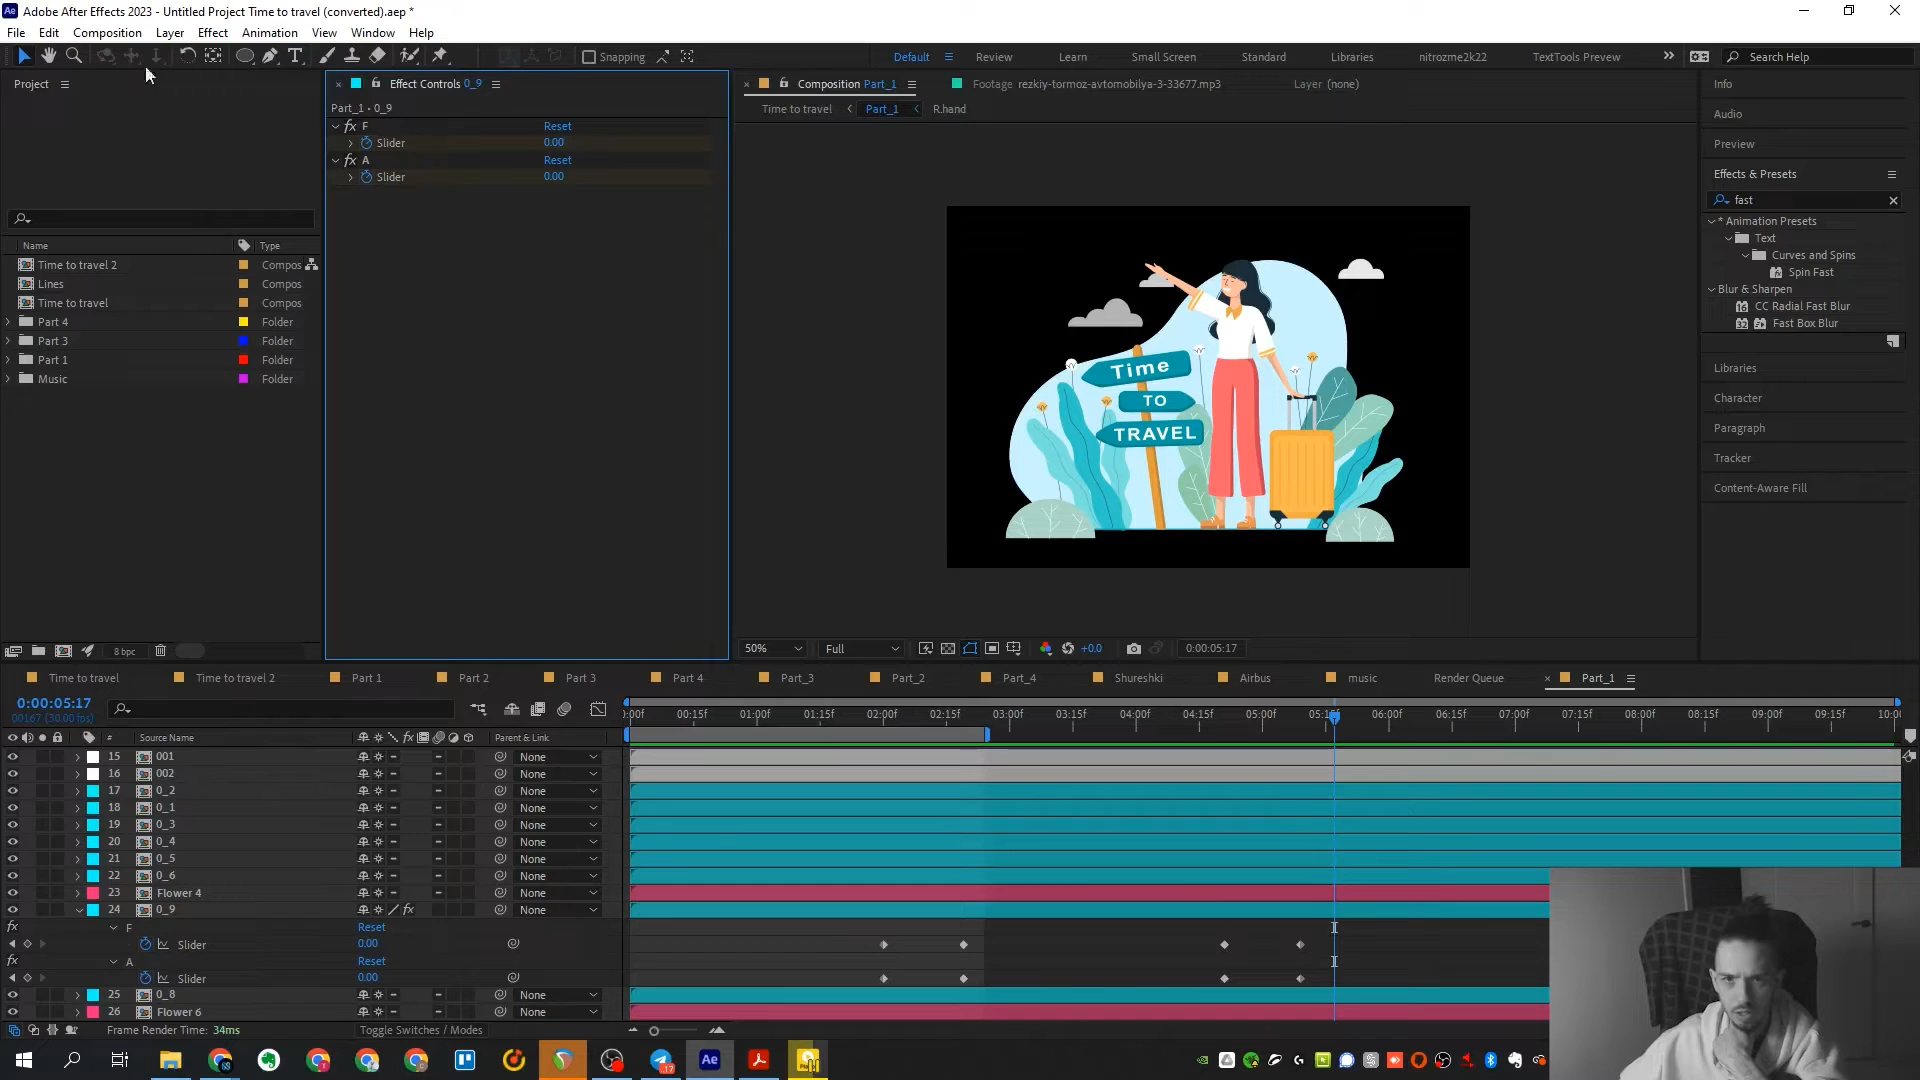 Adobe After Effects 2023 - Untitled Project Time to travel (converted).aep *
File Edit Composition Layer Effect Animation View Window Help
Snapping
Default Review Learn Small Screen Standard Libraries nitrozme2k22 TextTools Preview Search Help
Project
Effect Controls 0_9
Part_1 • 0_9
fx F Reset
Slider 0.00
fx A Reset
Slider 0.00
Name Type
Time to travel 2 Compos
Lines Compos
Time to travel Compos
Part 4 Folder
Part 3 Folder
Part 1 Folder
Music Folder
8 bpc
Composition Part_1
Footage rezkiy-tormoz-avtomobilya-3-33677.mp3
Layer (none)
Time to travel Part_1 R.hand
Time
TO
TRAVEL
50% Full +0.0 0:00:05:17
Info
Audio
Preview
Effects & Presets
fast
* Animation Presets
Text
Curves and Spins
Spin Fast
Blur & Sharpen
CC Radial Fast Blur
Fast Box Blur
Libraries
Character
Paragraph
Tracker
Content-Aware Fill
Time to travel Time to travel 2 Part 1 Part 2 Part 3 Part 4 Part_3 Part_2 Part_4 Shureshki Airbus music Render Queue Part_1
0:00:05:17
00167 (30.00 fps)
:00f 00:15f 01:00f 01:15f 02:00f 02:15f 03:00f 03:15f 04:00f 04:15f 05:00f 05:15f 06:00f 06:15f 07:00f 07:15f 08:00f 08:15f 09:00f 09:15f 10:0
# Source Name Parent & Link
15 001 None
16 002 None
17 0_2 None
18 0_1 None
19 0_3 None
20 0_4 None
21 0_5 None
22 0_6 None
23 Flower 4 None
24 0_9 None
fx F Reset
Slider 0.00
fx A Reset
Slider 0.00
25 0_8 None
26 Flower 6 None
Frame Render Time: 34ms
Toggle Switches / Modes
Ae